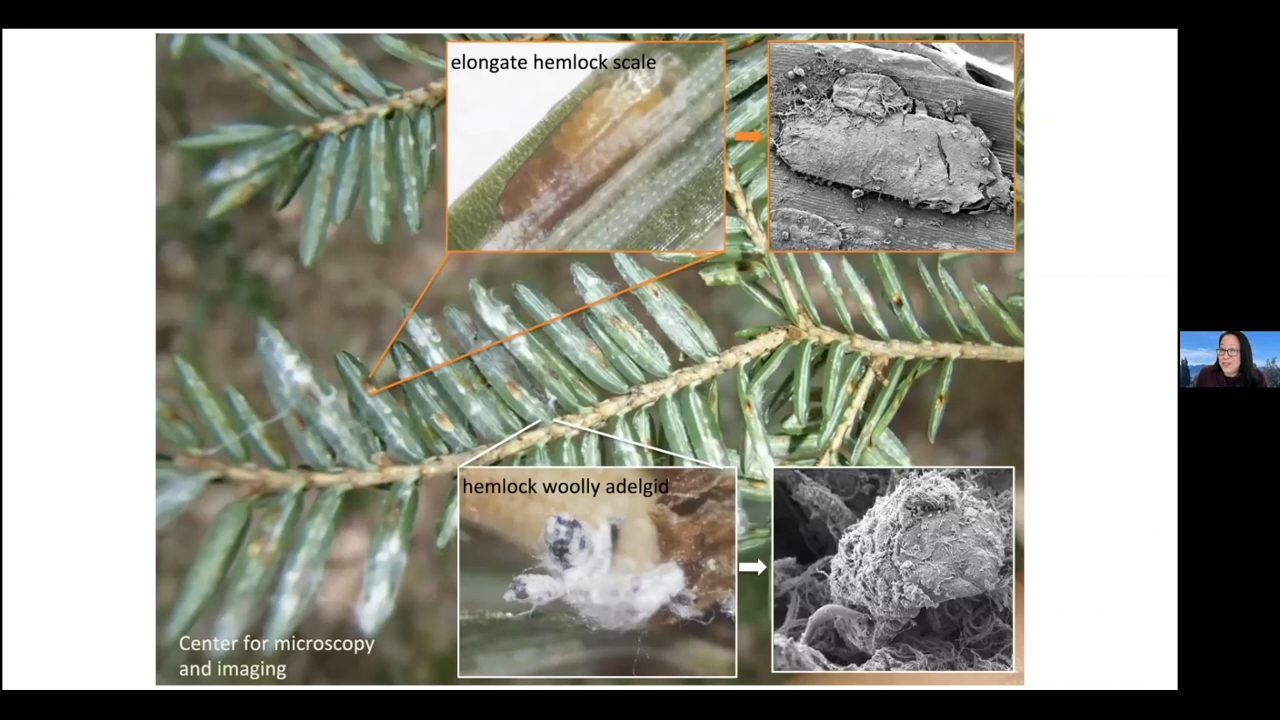 elongate hemlock scale
hemlock woolly adelgid
Center for microscopy
and imaging